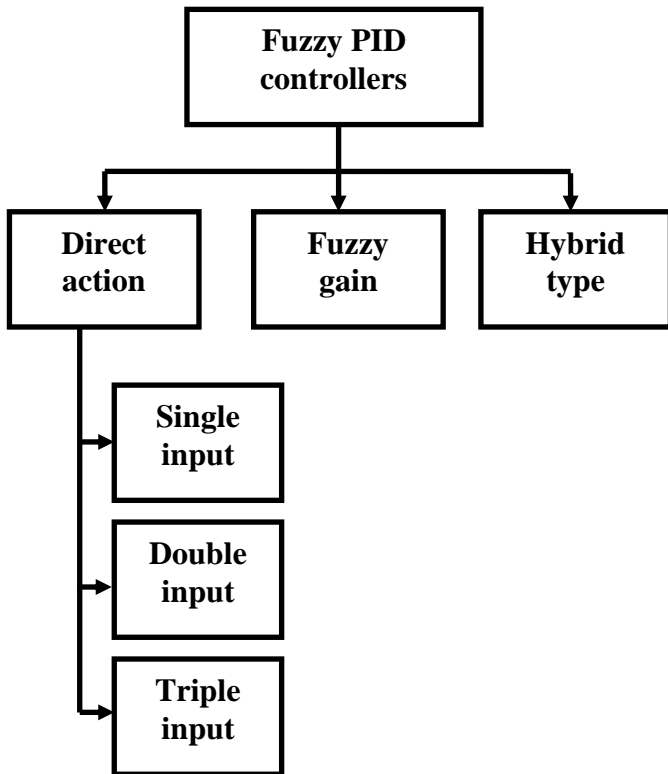 Fuzzy PID
controllers
Direct
action
Fuzzy
gain
Hybrid
type
Single
input
Double
input
Triple
input